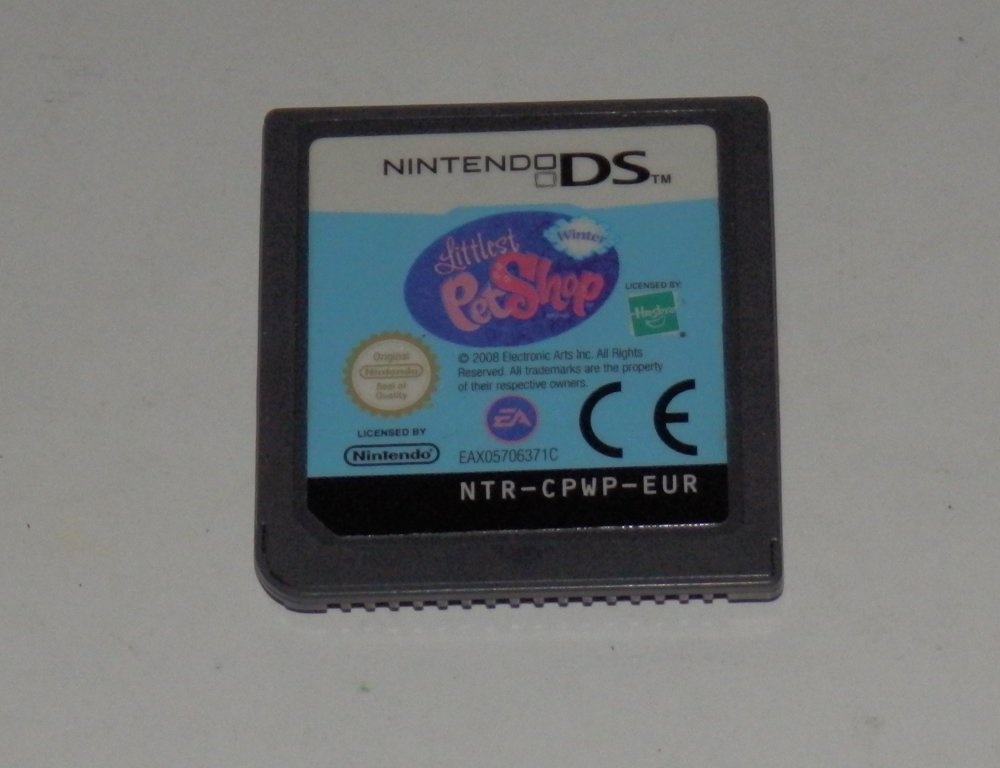 NINTENDO DS™
Littlest
Winter
PetShop
LICENSED BY:
Hasbro
Original
Nintendo
Seal of
Quality
© 2008 Electronic Arts Inc. All Rights
Reserved. All trademarks are the property
of their respective owners.
EA
CE
LICENSED BY
Nintendo®
EAX05706371C
NTR-CPWP-EUR